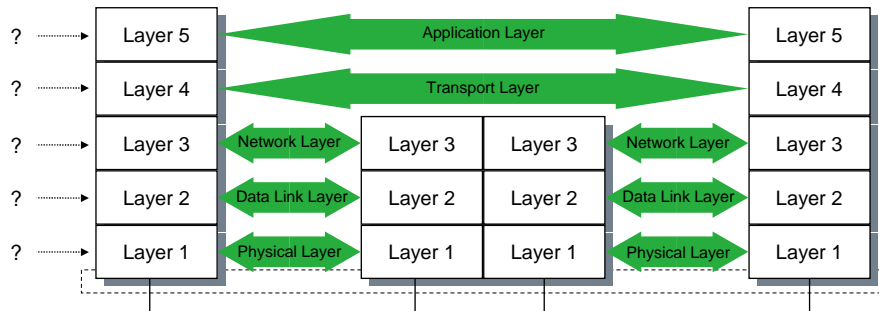 ? Layer 5 Application Layer Layer 5
? Layer 4 Transport Layer Layer 4
? Layer 3 Network Layer Layer 3 Layer 3 Network Layer Layer 3
? Layer 2 Data Link Layer Layer 2 Layer 2 Data Link Layer Layer 2
? Layer 1 Physical Layer Layer 1 Layer 1 Physical Layer Layer 1